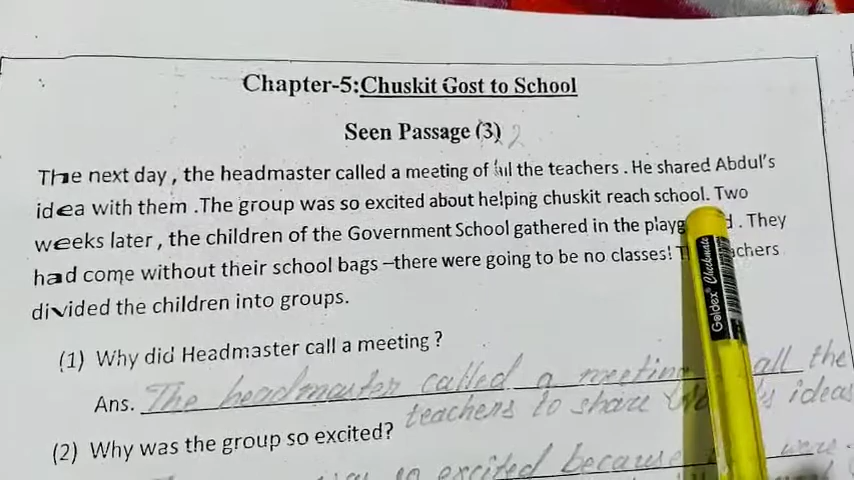 Chapter-5:Chuskit Gost to School
Seen Passage (3) 2
The next day , the headmaster called a meeting of all the teachers . He shared Abdul's
idea with them .The group was so excited about helping chuskit reach school. Two
weeks later , the children of the Government School gathered in the playg d . They
had come without their school bags –there were going to be no classes! T achers
divided the children into groups.
(1) Why did Headmaster call a meeting ?
Ans. The headmaster called a meeting all the
teachers to share ideas
(2) Why was the group so excited?
so excited because were
Goldex Checkmate